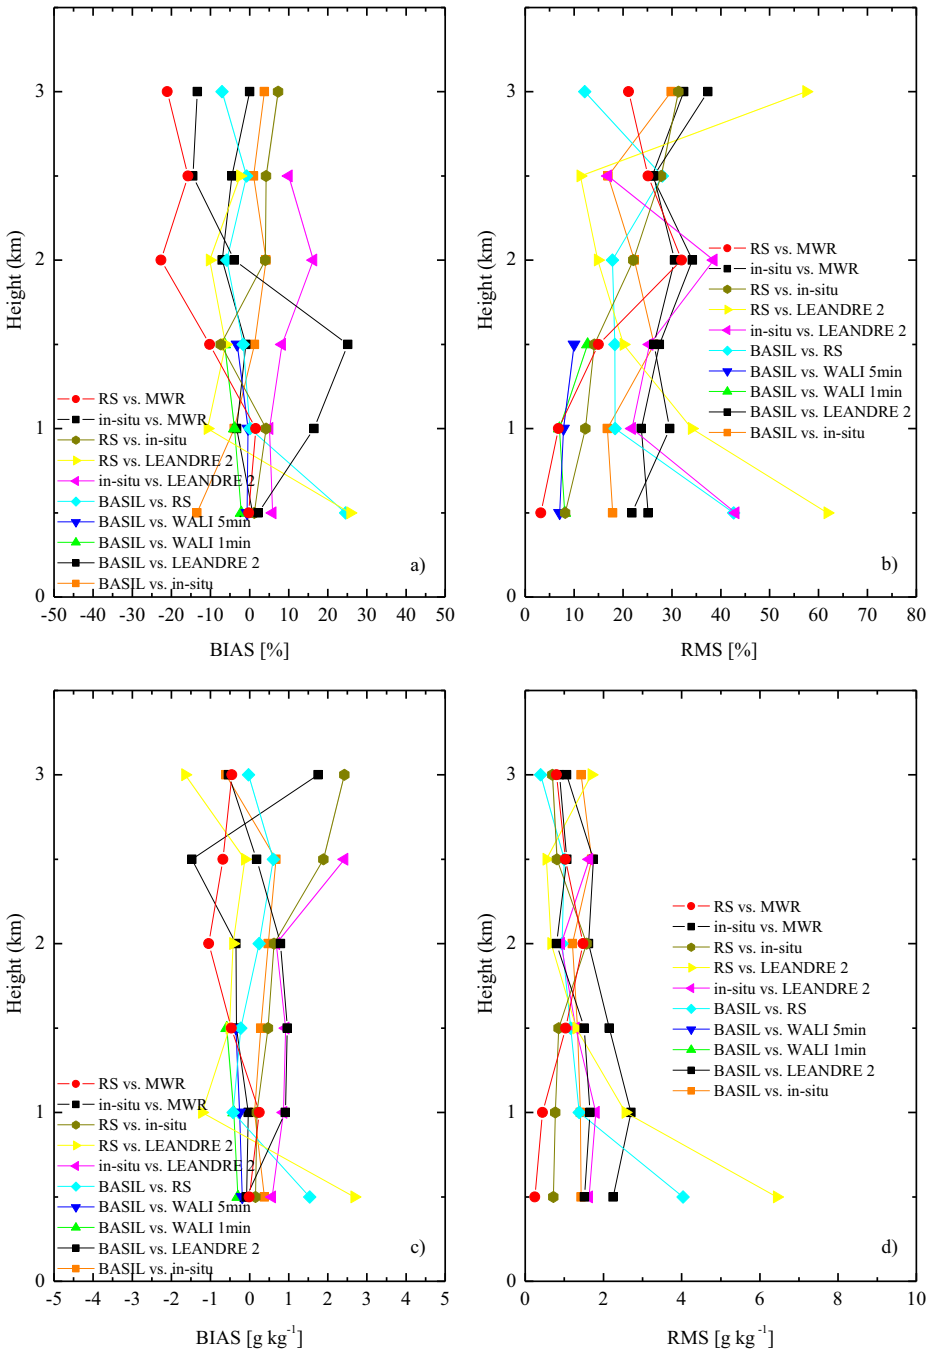 3
2
1
0
Height (km)
-50 -40 -30 -20 -10 0 10 20 30 40 50
BIAS [%]
RS vs. MWR
in-situ vs. MWR
RS vs. in-situ
RS vs. LEANDRE 2
in-situ vs. LEANDRE 2
BASIL vs. RS
BASIL vs. WALI 5min
BASIL vs. WALI 1min
BASIL vs. LEANDRE 2
BASIL vs. in-situ
a)
3
2
1
0
Height (km)
0 10 20 30 40 50 60 70 80
RMS [%]
RS vs. MWR
in-situ vs. MWR
RS vs. in-situ
RS vs. LEANDRE 2
in-situ vs. LEANDRE 2
BASIL vs. RS
BASIL vs. WALI 5min
BASIL vs. WALI 1min
BASIL vs. LEANDRE 2
BASIL vs. in-situ
b)
3
2
1
0
Height (km)
-5 -4 -3 -2 -1 0 1 2 3 4 5
BIAS [g kg-1]
RS vs. MWR
in-situ vs. MWR
RS vs. in-situ
RS vs. LEANDRE 2
in-situ vs. LEANDRE 2
BASIL vs. RS
BASIL vs. WALI 5min
BASIL vs. WALI 1min
BASIL vs. LEANDRE 2
BASIL vs. in-situ
c)
3
2
1
0
Height (km)
0 2 4 6 8 10
RMS [g kg-1]
RS vs. MWR
in-situ vs. MWR
RS vs. in-situ
RS vs. LEANDRE 2
in-situ vs. LEANDRE 2
BASIL vs. RS
BASIL vs. WALI 5min
BASIL vs. WALI 1min
BASIL vs. LEANDRE 2
BASIL vs. in-situ
d)